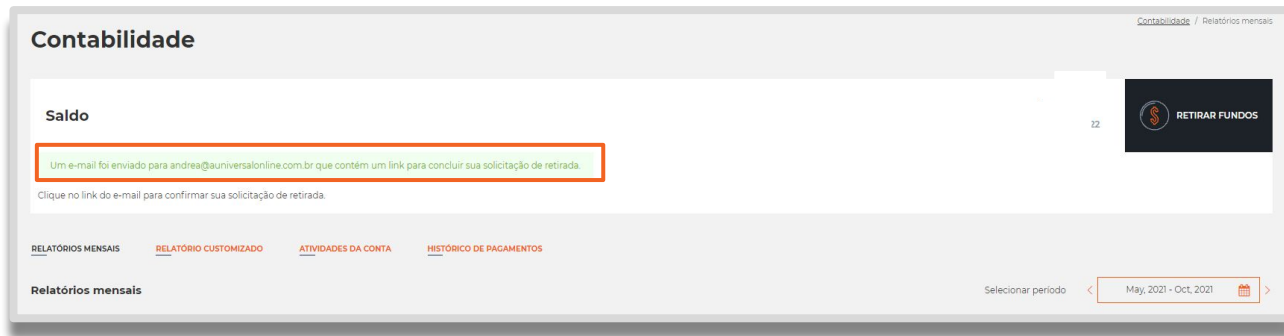 Contabilidade / Relatórios mensais
Contabilidade
Saldo
22
RETIRAR FUNDOS
Um e-mail foi enviado para andrea@auniversalonline.com.br que contém um link para concluir sua solicitação de retirada.
Clique no link do e-mail para confirmar sua solicitação de retirada.
RELATÓRIOS MENSAIS RELATÓRIO CUSTOMIZADO ATIVIDADES DA CONTA HISTÓRICO DE PAGAMENTOS
Relatórios mensais Selecionar período < May, 2021 - Oct, 2021 >